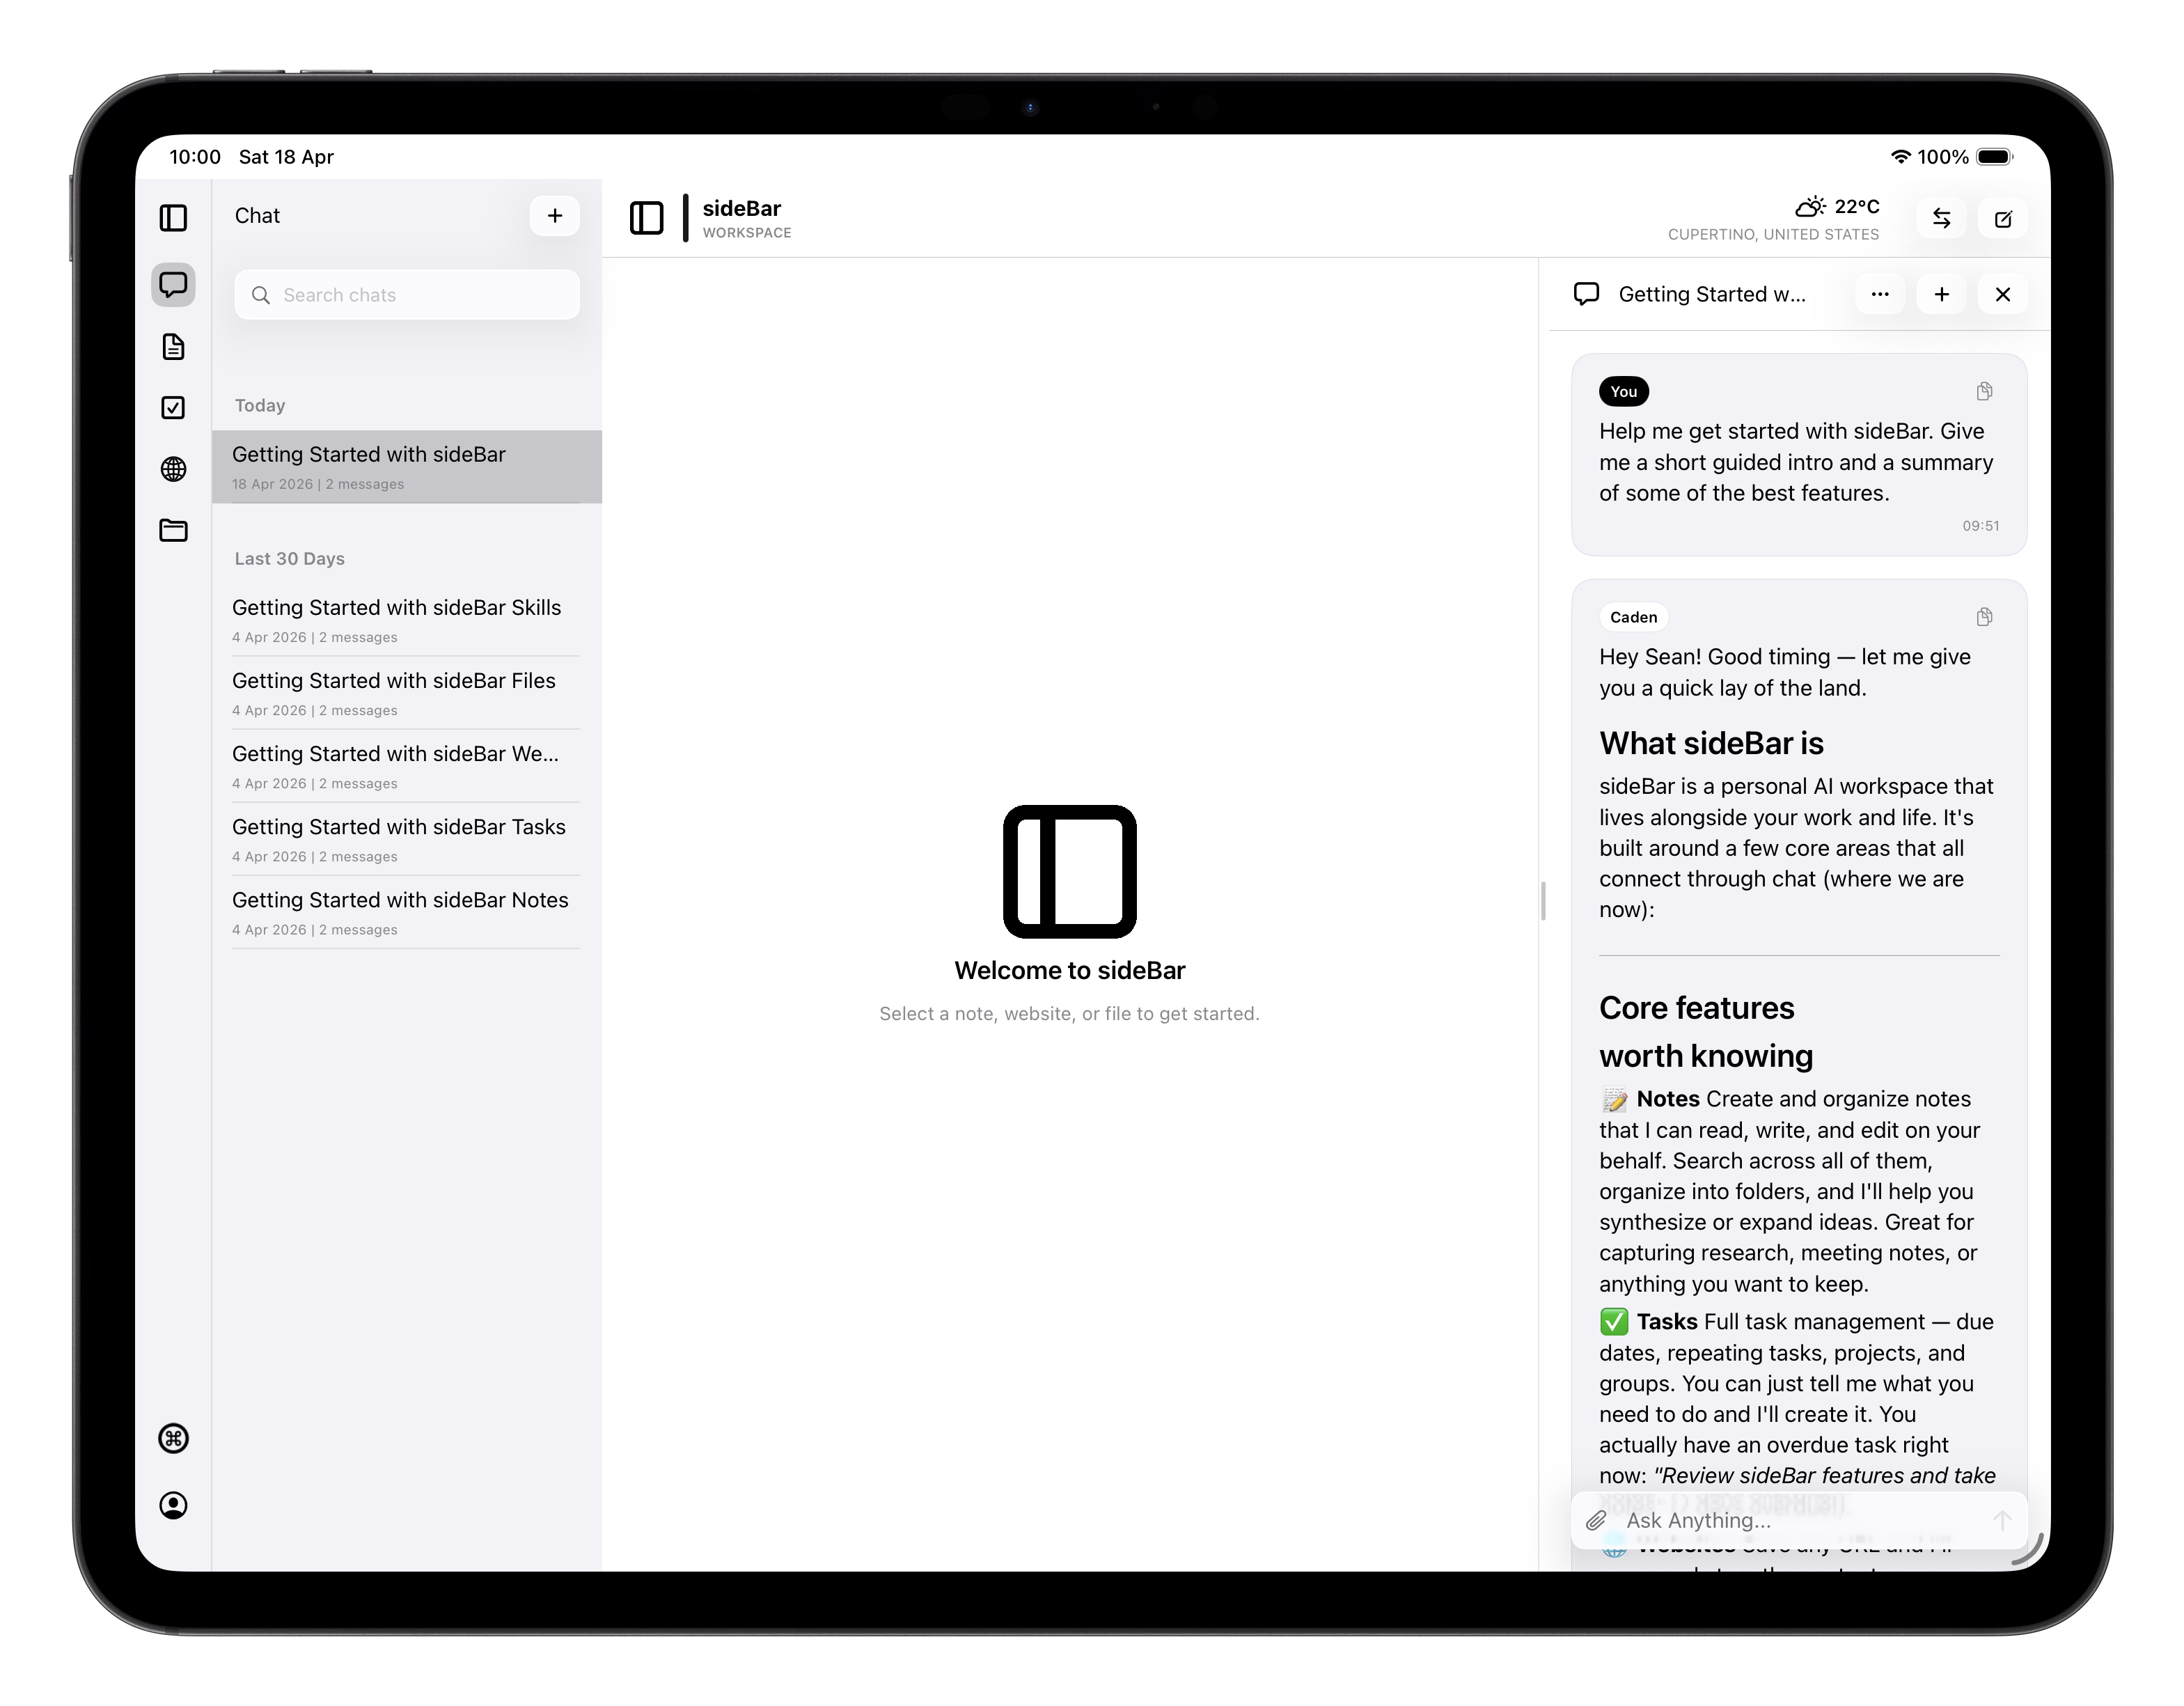 10:00 Sat 18 Apr
100%
Chat
Search chats
Today
Getting Started with sideBar
18 Apr 2026 | 2 messages
Last 30 Days
Getting Started with sideBar Skills
4 Apr 2026 | 2 messages
Getting Started with sideBar Files
4 Apr 2026 | 2 messages
Getting Started with sideBar We...
4 Apr 2026 | 2 messages
Getting Started with sideBar Tasks
4 Apr 2026 | 2 messages
Getting Started with sideBar Notes
4 Apr 2026 | 2 messages
sideBar
WORKSPACE
22°C
CUPERTINO, UNITED STATES
Welcome to sideBar
Select a note, website, or file to get started.
Getting Started w...
You
Help me get started with sideBar. Give
me a short guided intro and a summary
of some of the best features.
09:51
Caden
Hey Sean! Good timing — let me give
you a quick lay of the land.
What sideBar is
sideBar is a personal AI workspace that
lives alongside your work and life. It's
built around a few core areas that all
connect through chat (where we are
now):
Core features
worth knowing
📝 Notes Create and organize notes
that I can read, write, and edit on your
behalf. Search across all of them,
organize into folders, and I'll help you
synthesize or expand ideas. Great for
capturing research, meeting notes, or
anything you want to keep.
✅ Tasks Full task management — due
dates, repeating tasks, projects, and
groups. You can just tell me what you
need to do and I'll create it. You
actually have an overdue task right
now: "Review sideBar features and take
Ask Anything...